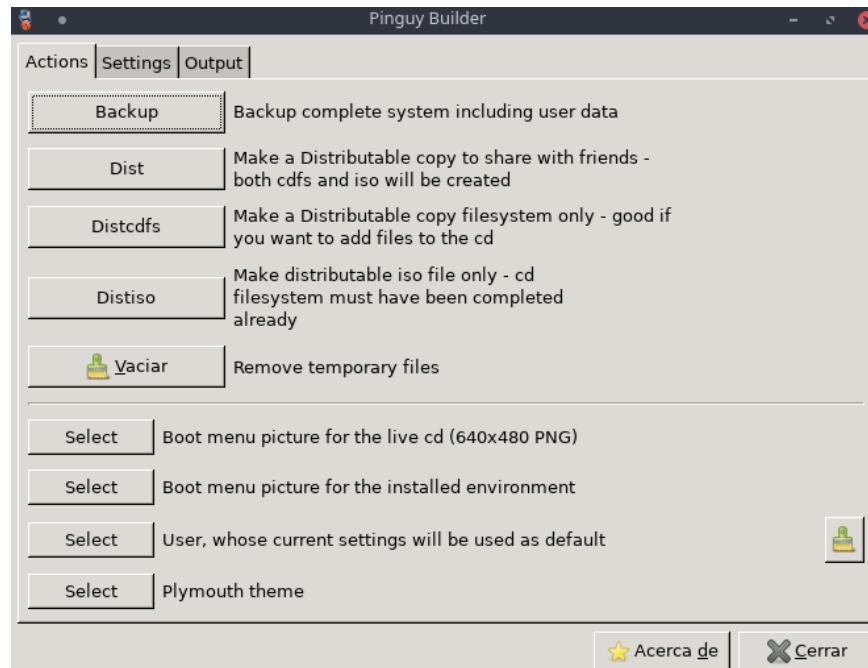 Pinguy Builder
Actions Settings Output
Backup Backup complete system including user data
Dist Make a Distributable copy to share with friends -
both cdfs and iso will be created
Distcdfs Make a Distributable copy filesystem only - good if
you want to add files to the cd
Distiso Make distributable iso file only - cd
filesystem must have been completed
already
Vaciar Remove temporary files
Select Boot menu picture for the live cd (640x480 PNG)
Select Boot menu picture for the installed environment
Select User, whose current settings will be used as default
Select Plymouth theme
Acerca de Cerrar